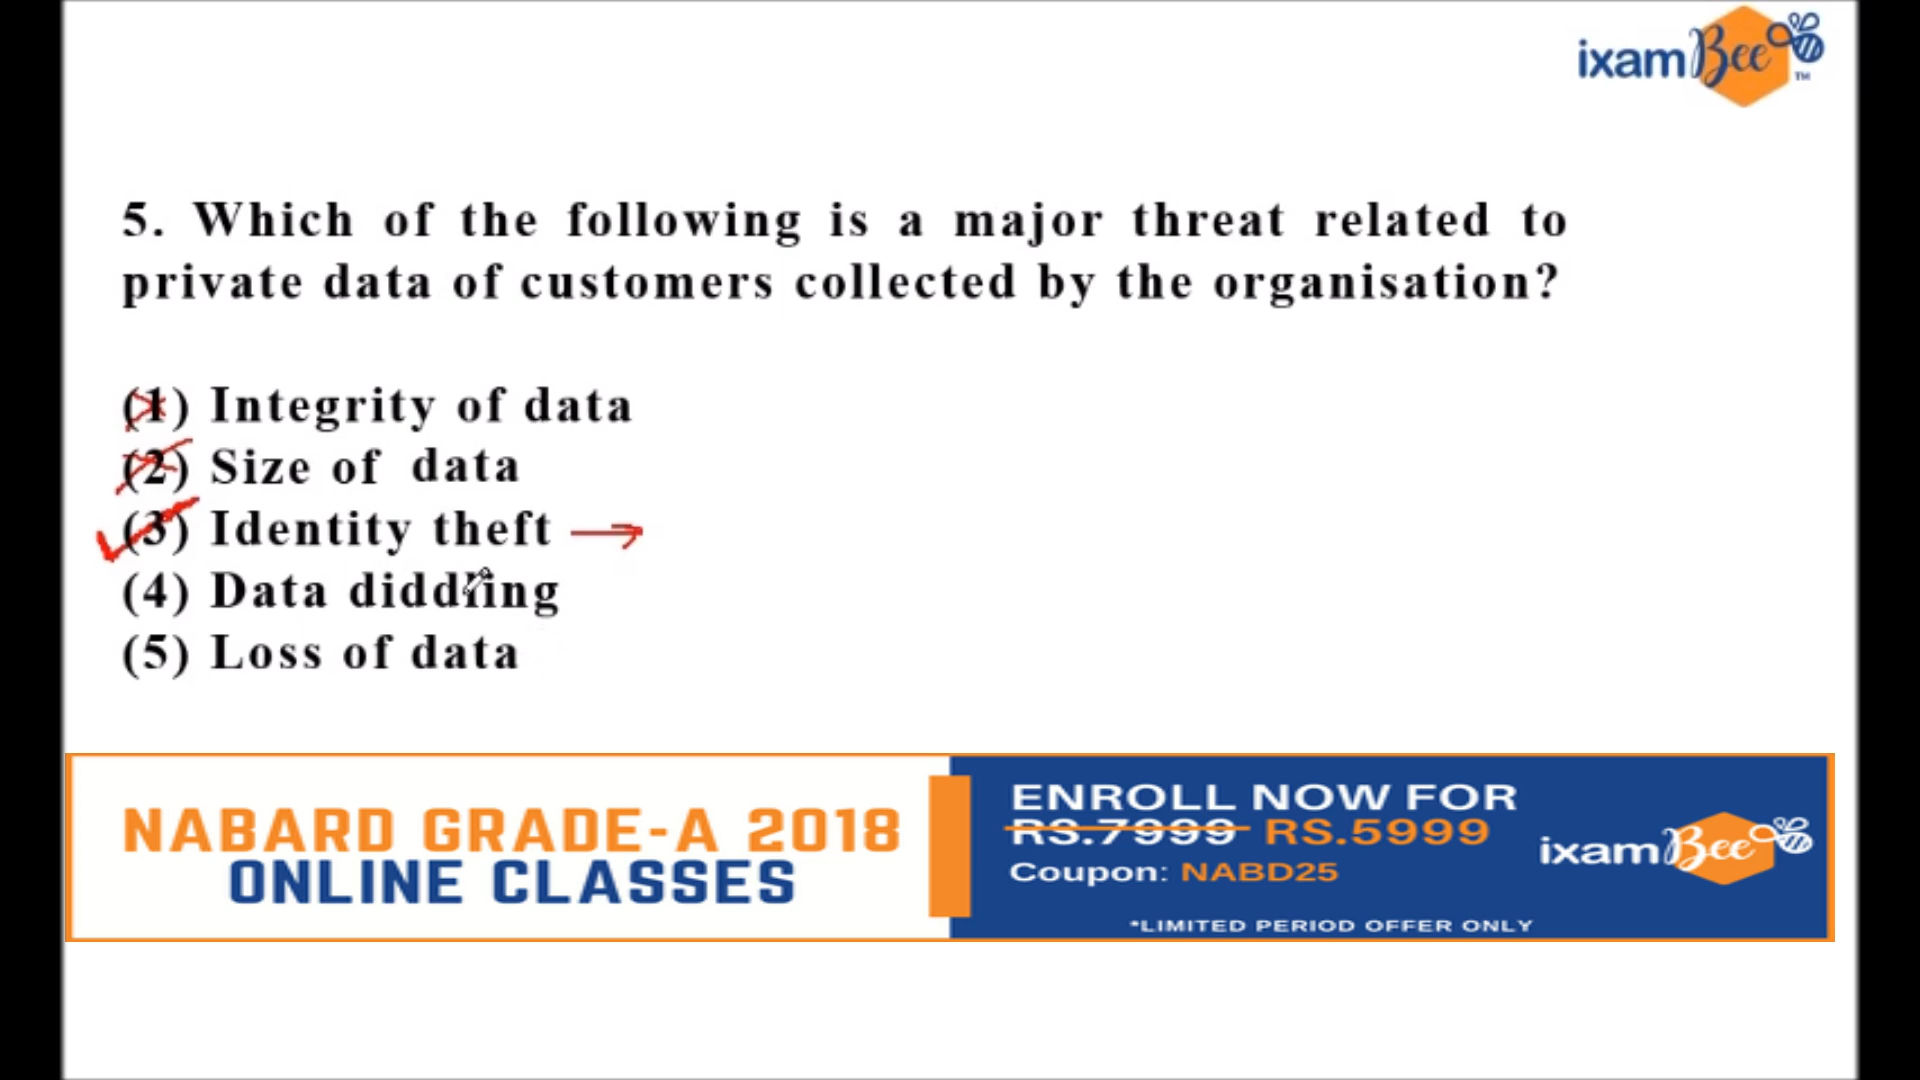 ixamBee™
5. Which of the following is a major threat related to
private data of customers collected by the organisation?
(1) Integrity of data
(2) Size of data
(3) Identity theft
(4) Data diddling
(5) Loss of data
NABARD GRADE-A 2018
ONLINE CLASSES
ENROLL NOW FOR
RS.7999 RS.5999
Coupon: NABD25
*LIMITED PERIOD OFFER ONLY
ixamBee